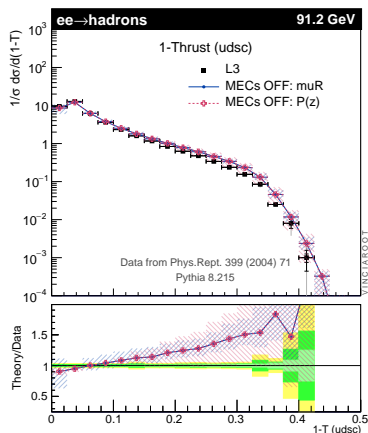 ee→hadrons 91.2 GeV
1-Thrust (udsc)
L3
MECs OFF: muR
MECs OFF: P(z)
1/σ dσ/d(1-T)
10³
10²
10
1
10⁻¹
10⁻²
10⁻³
10⁻⁴
Data from Phys.Rept. 399 (2004) 71
Pythia 8.215
VINCIAROOT
Theory/Data
1.5
1
0.5
0 0.1 0.2 0.3 0.4 0.5
1-T (udsc)